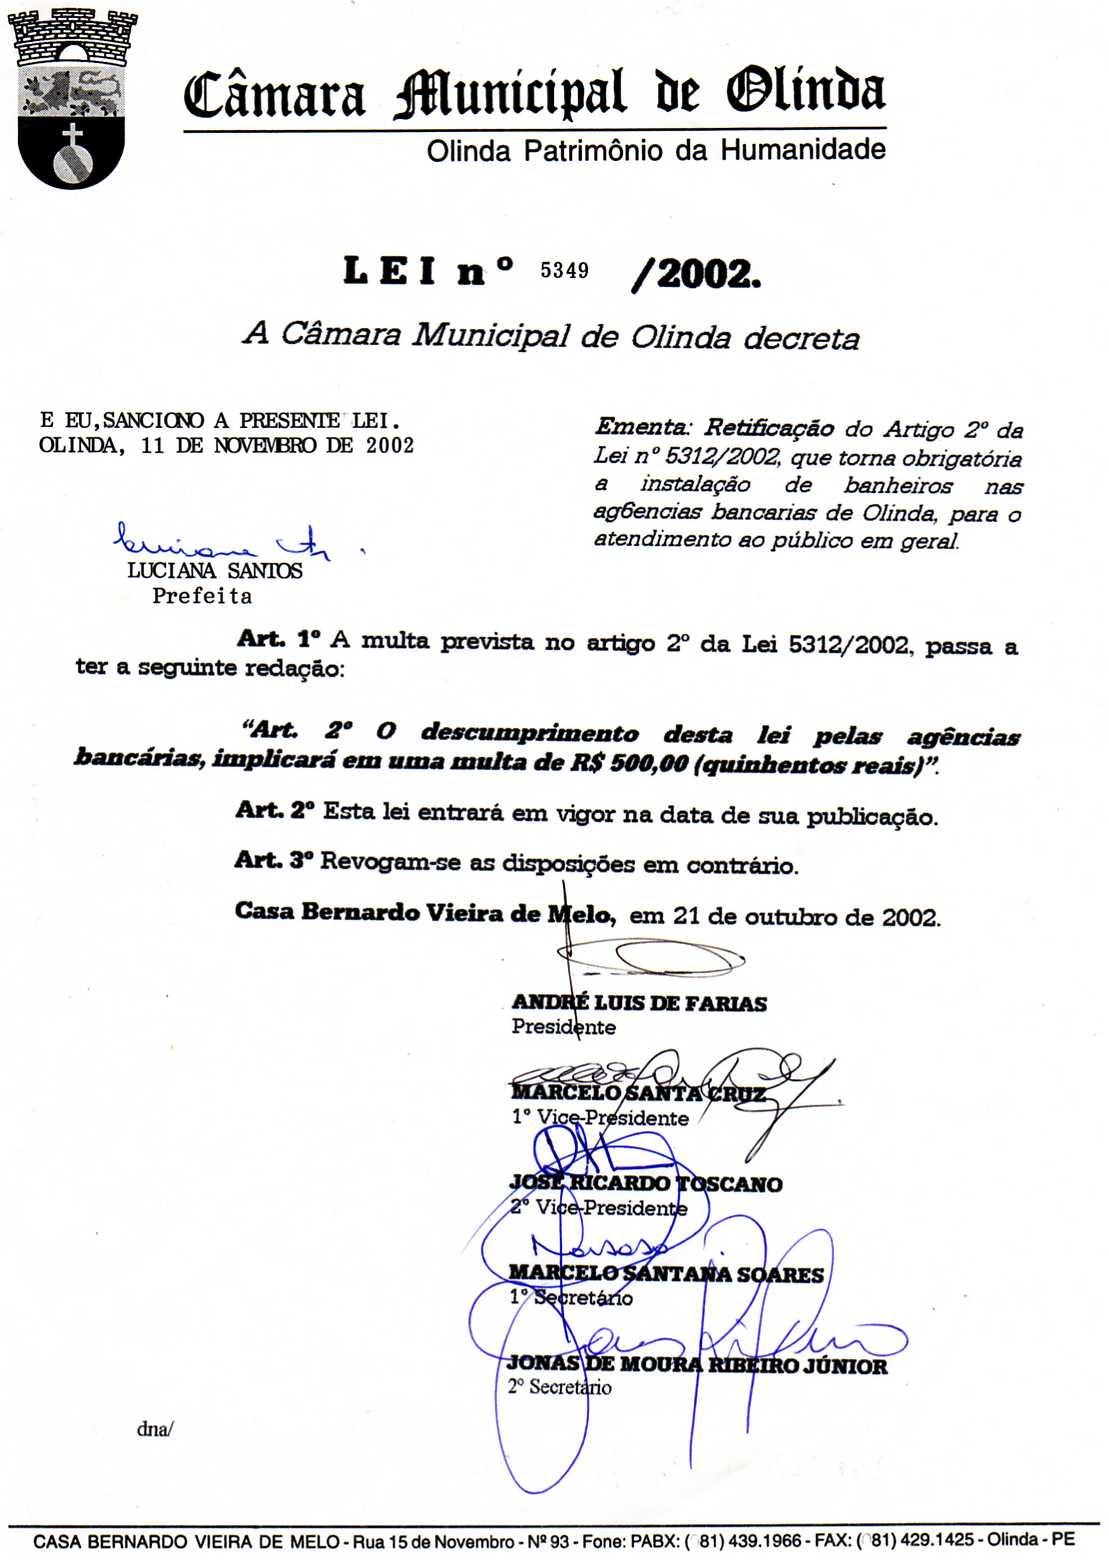 Câmara Municipal de Olinda
Olinda Patrimônio da Humanidade
LEI nº 5349 /2002.
A Câmara Municipal de Olinda decreta
E EU,SANCIONO A PRESENTE LEI.
OLINDA, 11 DE NOVEMBRO DE 2002
LUCIANA SANTOS
Prefeita
Ementa: Retificação do Artigo 2º da
Lei nº 5312/2002, que torna obrigatória
a instalação de banheiros nas
ag6encias bancarias de Olinda, para o
atendimento ao público em geral.
Art. 1º A multa prevista no artigo 2º da Lei 5312/2002, passa a
ter a seguinte redação:
“Art. 2º O descumprimento desta lei pelas agências
bancárias, implicará em uma multa de R$ 500,00 (quinhentos reais)”.
Art. 2º Esta lei entrará em vigor na data de sua publicação.
Art. 3º Revogam-se as disposições em contrário.
Casa Bernardo Vieira de Melo, em 21 de outubro de 2002.
ANDRÉ LUIS DE FARIAS
Presidente
MARCELO SANTA CRUZ
1º Vice-Presidente
JOSÉ RICARDO TOSCANO
2º Vice-Presidente
MARCELO SANTANA SOARES
1º Secretário
JONAS DE MOURA RIBEIRO JÚNIOR
2º Secretário
dna/
CASA BERNARDO VIEIRA DE MELO - Rua 15 de Novembro - Nº 93 - Fone: PABX: (081) 439.1966 - FAX: (081) 429.1425 - Olinda - PE